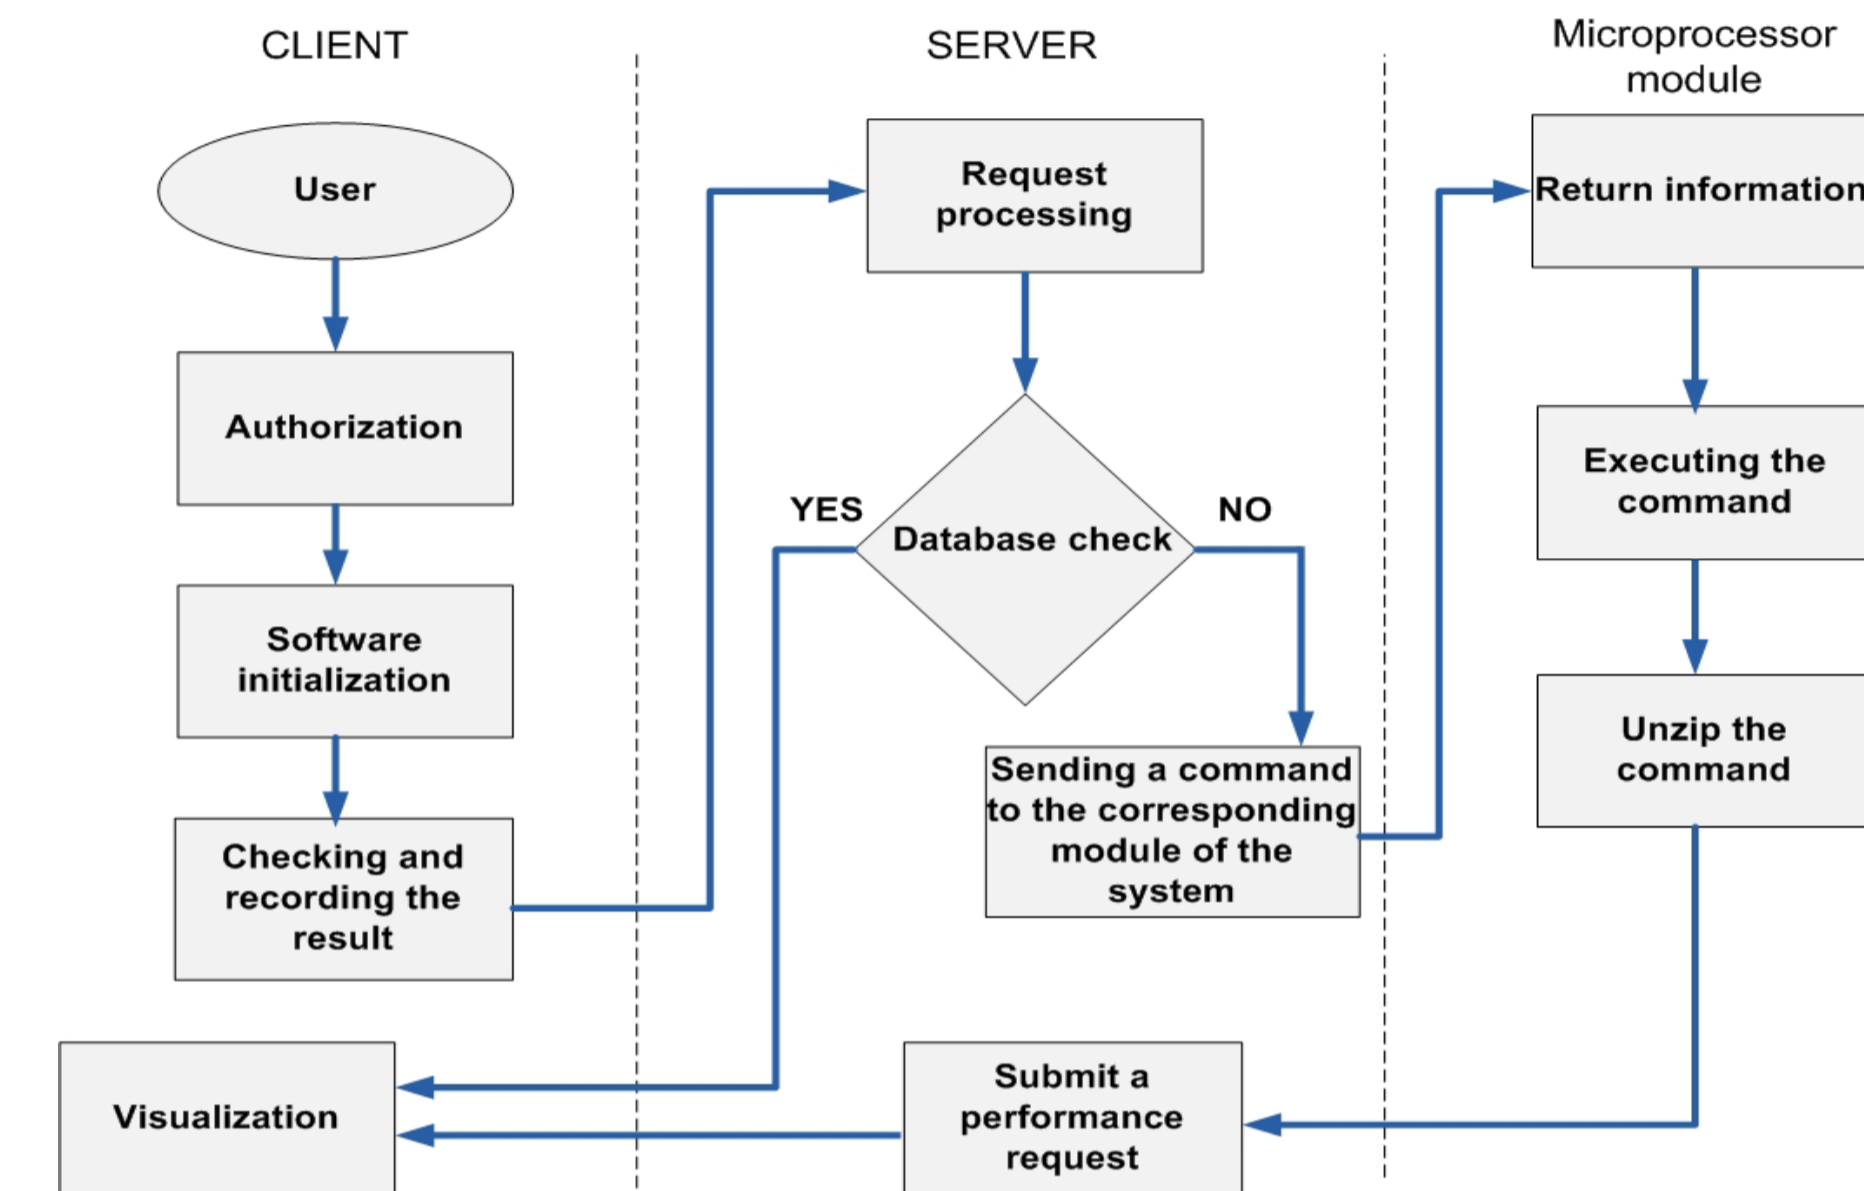 CLIENT
SERVER
Microprocessor
module
User
Authorization
Software
initialization
Checking and
recording the
result
Visualization
Request
processing
YES
Database check
NO
Sending a command
to the corresponding
module of the
system
Submit a
performance
request
Return information
Executing the
command
Unzip the
command